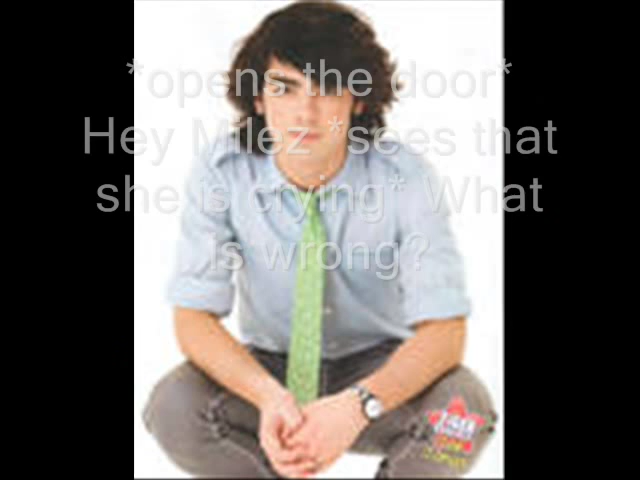 *opens the door*
Hey Milez *sees that
she is crying* What
is wrong?